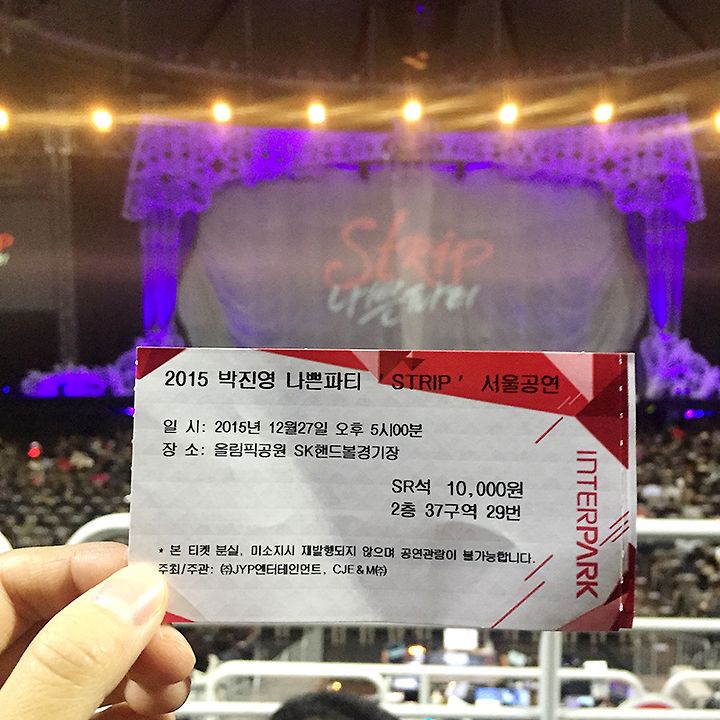 Strip
나쁜파티
2015 박진영 나쁜파티 'STRIP' 서울공연
일 시: 2015년 12월27일 오후 5시00분
장 소: 올림픽공원 SK핸드볼경기장
SR석 10,000원
2층 37구역 29번
* 본 티켓 분실, 미소지시 재발행되지 않으며 공연관람이 불가능합니다.
주최/주관: ㈜JYP엔터테인먼트, CJE&M㈜
INTERPARK